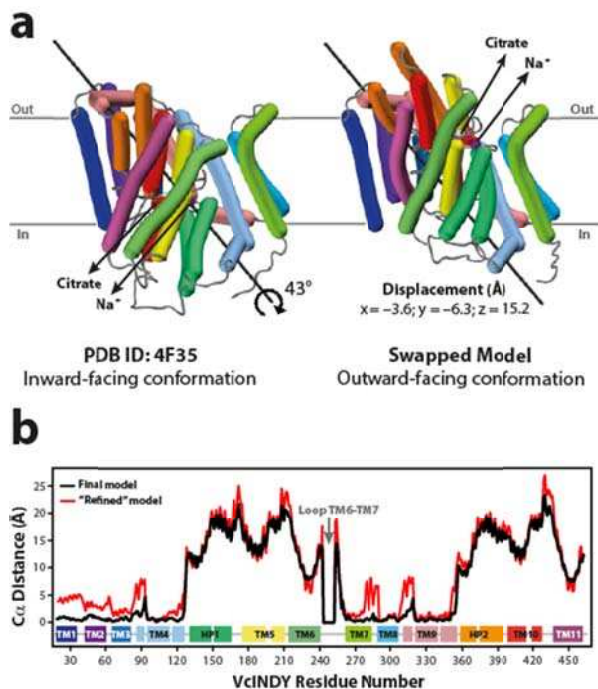 a
Citrate
Na+
Out
Out
In
In
Citrate
Na+
43°
Displacement (Å)
x= –3.6; y = –6.3; z = 15.2
PDB ID: 4F35
Inward-facing conformation
Swapped Model
Outward-facing conformation
b
Final model
"Refined" model
Loop TM6-TM7
Cα Distance (Å)
25
20
15
10
5
0
TM1 TM2 TM3 TM4 HP1 TM5 TM6 TM7 TM8 TM9 HP2 TM10 TM11
30 60 90 120 150 180 210 240 270 300 330 360 390 420 450
VcINDY Residue Number